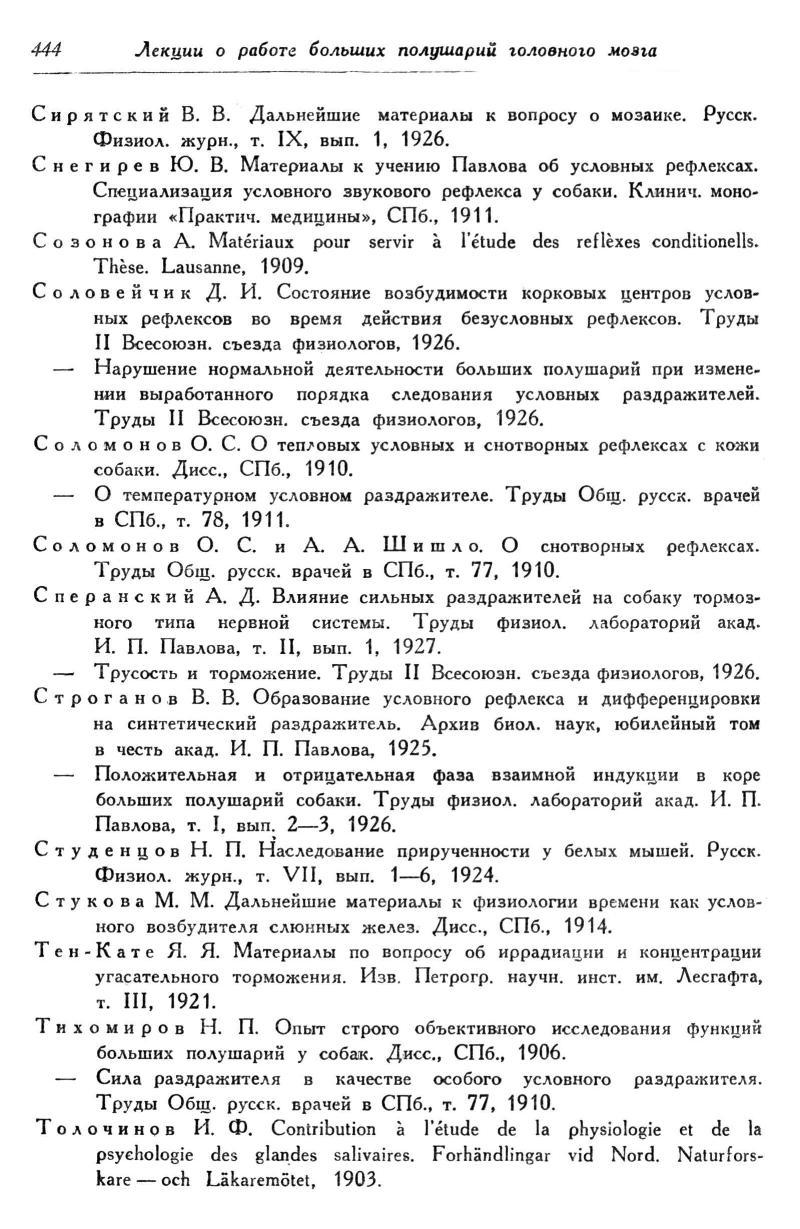 444 Лекции о работе больших полушарий головного мозга
Сирятский В. В. Дальнейшие материалы к вопросу о мозаике. Русск.
Физиол. журн., т. IX, вып. 1, 1926.
Снегирев Ю. В. Материалы к учению Павлова об условных рефлексах.
Специализация условного звукового рефлекса у собаки. Клинич. моно-
графии «Практич. медицины», СПб., 1911.
Созонова А. Matériaux pour servir à l'étude des reflèxes conditionells.
Thèse. Lausanne, 1909.
Соловейчик Д. И. Состояние возбудимости корковых центров услов-
ных рефлексов во время действия безусловных рефлексов. Труды
II Всесоюзн. съезда физиологов, 1926.
— Нарушение нормальной деятельности больших полушарий при измене-
нии выработанного порядка следования условных раздражителей.
Труды II Всесоюзн. съезда физиологов, 1926.
Соломонов О. С. О тепловых условных и снотворных рефлексах с кожи
собаки. Дисс., СПб., 1910.
— О температурном условном раздражителе. Труды Общ. русск. врачей
в СПб., т. 78, 1911.
Соломонов О. С. и А. А. Шишло. О снотворных рефлексах.
Труды Общ. русск. врачей в СПб., т. 77, 1910.
Сперанский А. Д. Влияние сильных раздражителей на собаку тормоз-
ного типа нервной системы. Труды физиол. лабораторий акад.
И. П. Павлова, т. II, вып. 1, 1927.
— Трусость и торможение. Труды II Всесоюзн. съезда физиологов, 1926.
Строганов В. В. Образование условного рефлекса и дифференцировки
на синтетический раздражитель. Архив биол. наук, юбилейный том
в честь акад. И. П. Павлова, 1925.
— Положительная и отрицательная фаза взаимной индукции в коре
больших полушарий собаки. Труды физиол. лабораторий акад. И. П.
Павлова, т. I, вып. 2—3, 1926.
Студенцов Н. П. Наследование прирученности у белых мышей. Русск.
Физиол. журн., т. VII, вып. 1—6, 1924.
Стукова М. М. Дальнейшие материалы к физиологии времени как услов-
ного возбудителя слюнных желез. Дисс., СПб., 1914.
Тен-Кате Я. Я. Материалы по вопросу об иррадиации и концентрации
угасательного торможения. Изв. Петрогр. научн. инст. им. Лесгафта,
т. III, 1921.
Тихомиров Н. П. Опыт строго объективного исследования функций
больших полушарий у собак. Дисс., СПб., 1906.
— Сила раздражителя в качестве особого условного раздражителя.
Труды Общ. русск. врачей в СПб., т. 77, 1910.
Толочинов И. Ф. Contribution à l'étude de la physiologie et de la
psychologie des glandes salivaires. Forhändlingar vid Nord. Naturfors-
kare — och Läkaremötet, 1903.